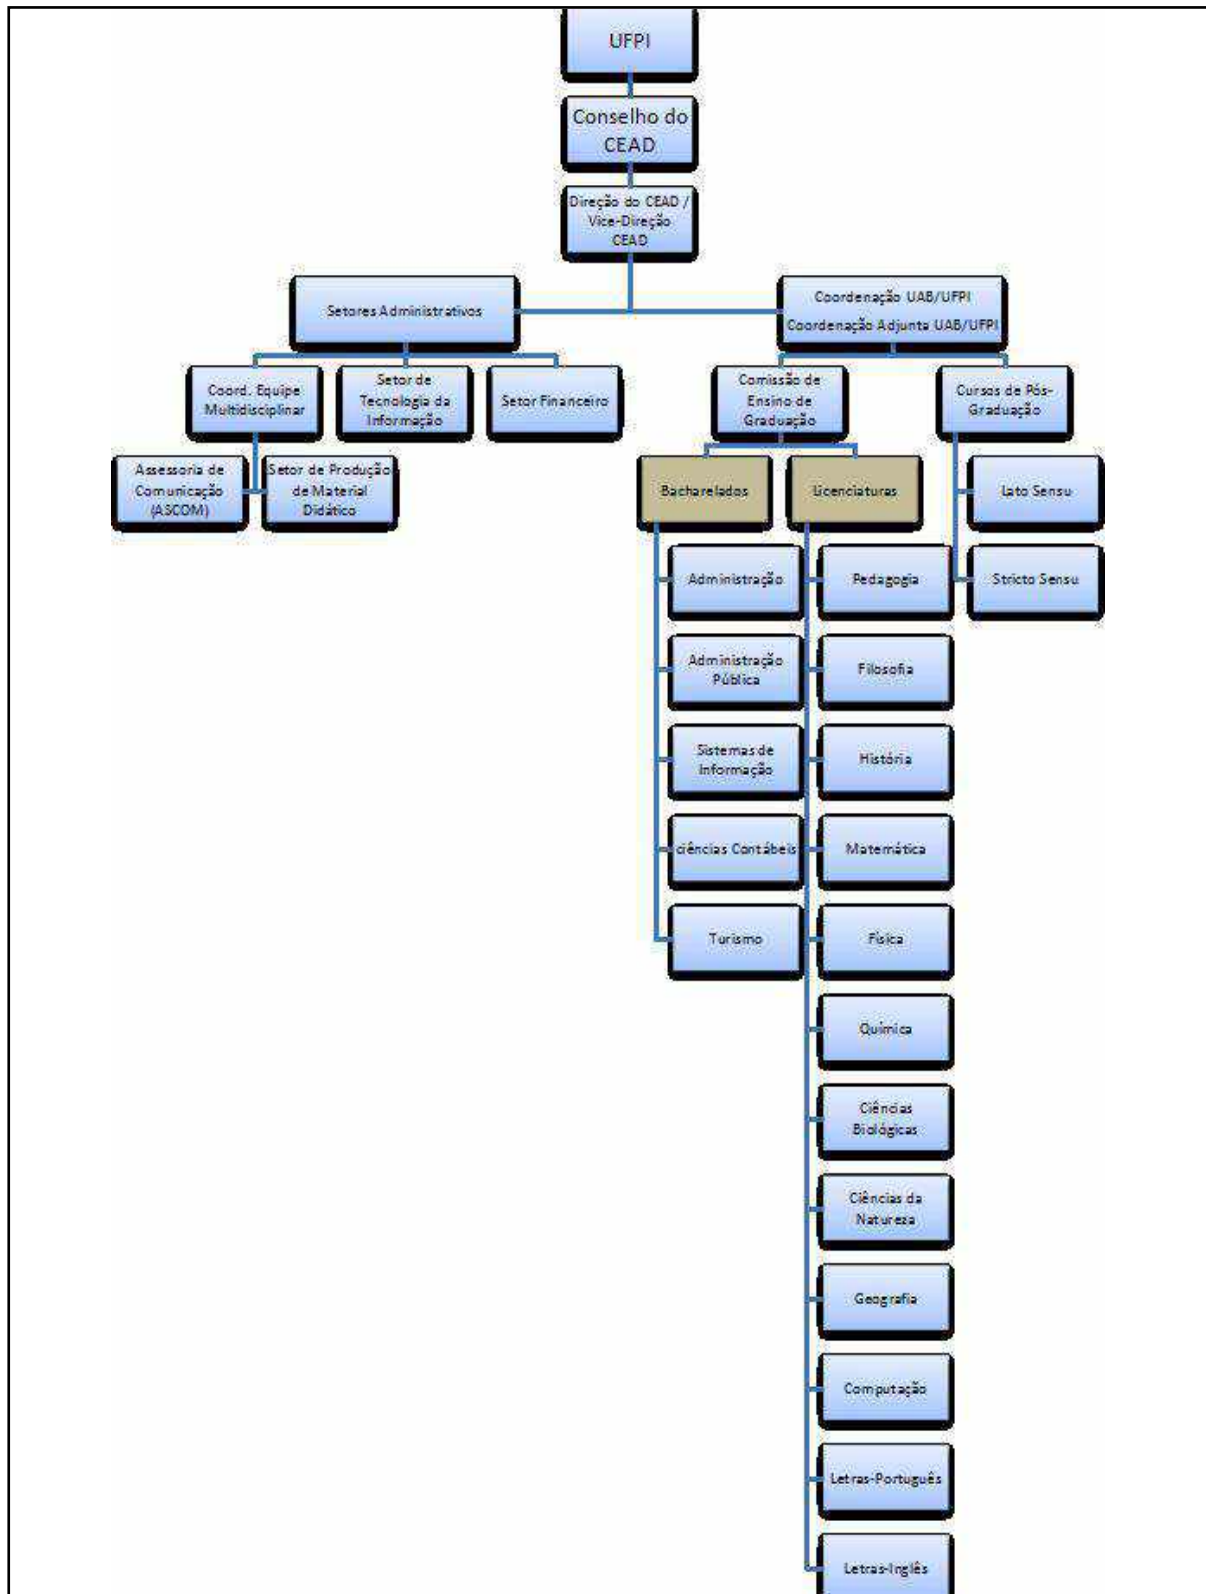 UFPI
Conselho do
CEAD
Direção do CEAD /
Vice-Direção
CEAD
Setores Administrativos
Coordenação UAB/UFPI
Coordenação Adjunta UAB/UFPI
Coord. Equipe
Multidisciplinar
Setor de
Tecnologia da
Informação
Setor Financeiro
Comissão de
Ensino de
Graduação
Cursos de Pós-
Graduação
Assessoria de
Comunicação
(ASCOM)
Setor de Produção
de Material
Didático
Bacharelados
Licenciaturas
Lato Sensu
Stricto Sensu
Administração
Administração
Pública
Sistemas de
Informação
ciências Contábeis
Turismo
Pedagogia
Filosofia
História
Matemática
Física
Química
Ciências
Biológicas
Ciências da
Natureza
Geografia
Computação
Letras-Português
Letras-Inglês